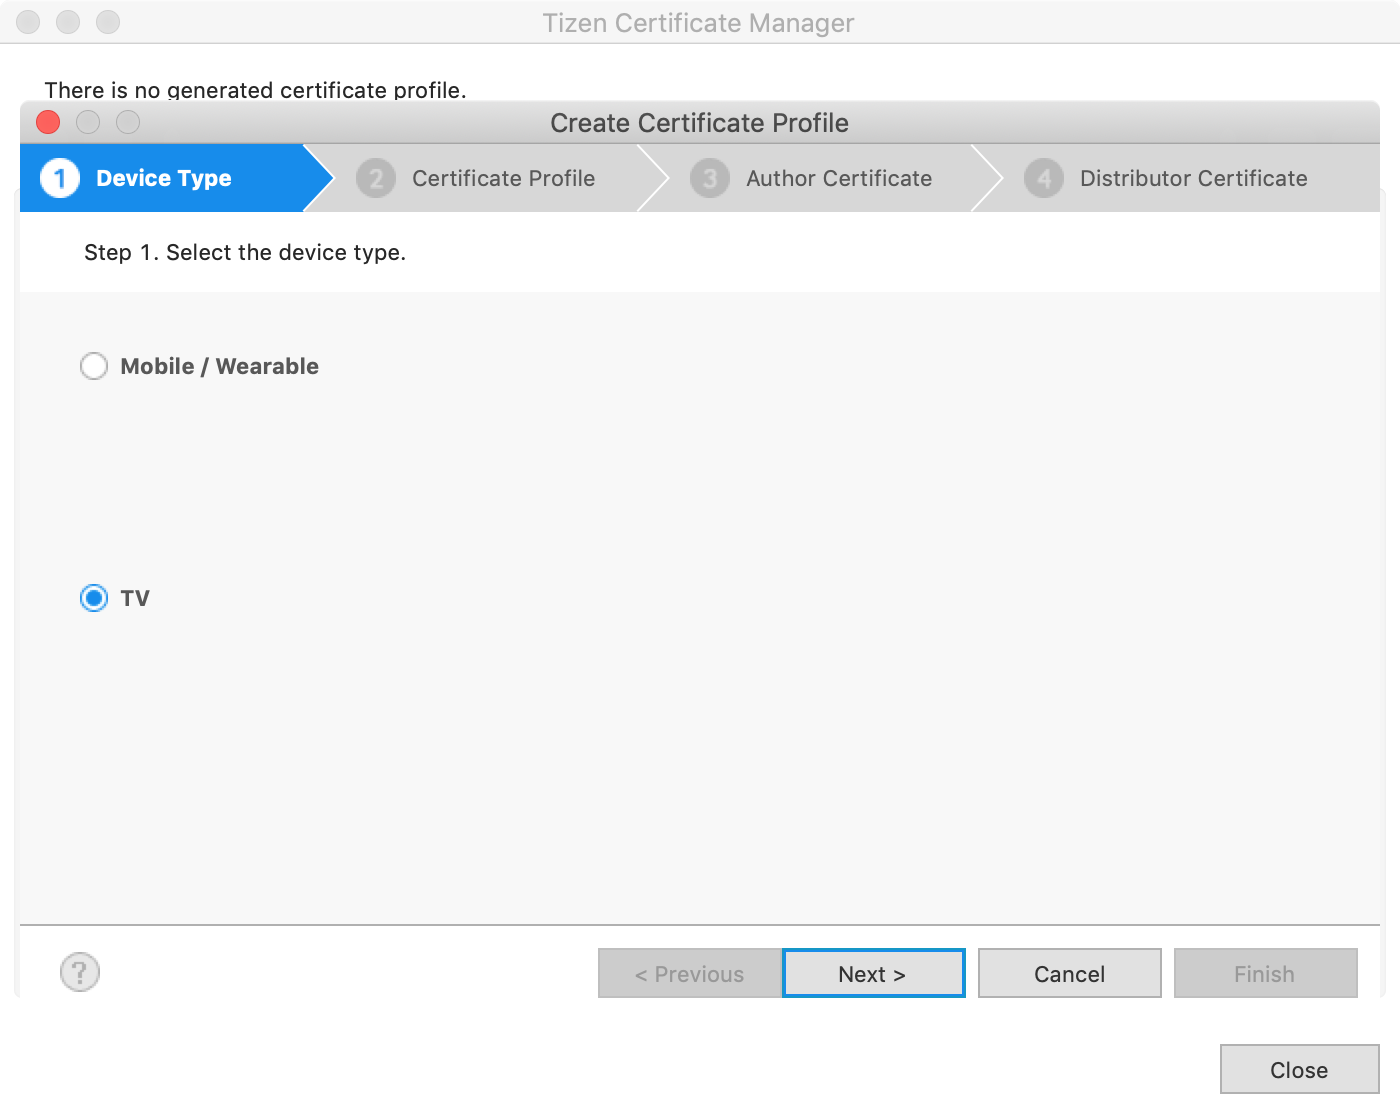 Tizen Certificate Manager
There is no generated certificate profile.
Create Certificate Profile
1 Device Type 2 Certificate Profile 3 Author Certificate 4 Distributor Certificate
Step 1. Select the device type.
Mobile / Wearable
TV
? < Previous Next > Cancel Finish
Close